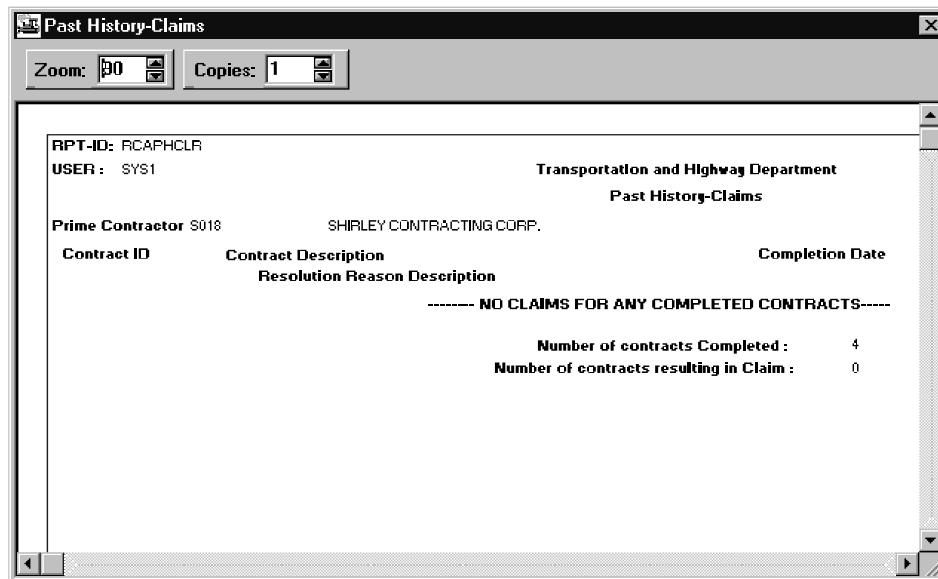 Past History-Claims
Zoom: 90 Copies: 1
RPT-ID: RCAPHCLR
USER : SYS1 Transportation and Highway Department
Past History-Claims
Prime Contractor S018 SHIRLEY CONTRACTING CORP.
Contract ID Contract Description Completion Date
Resolution Reason Description
-------- NO CLAIMS FOR ANY COMPLETED CONTRACTS-----
Number of contracts Completed : 4
Number of contracts resulting in Claim : 0